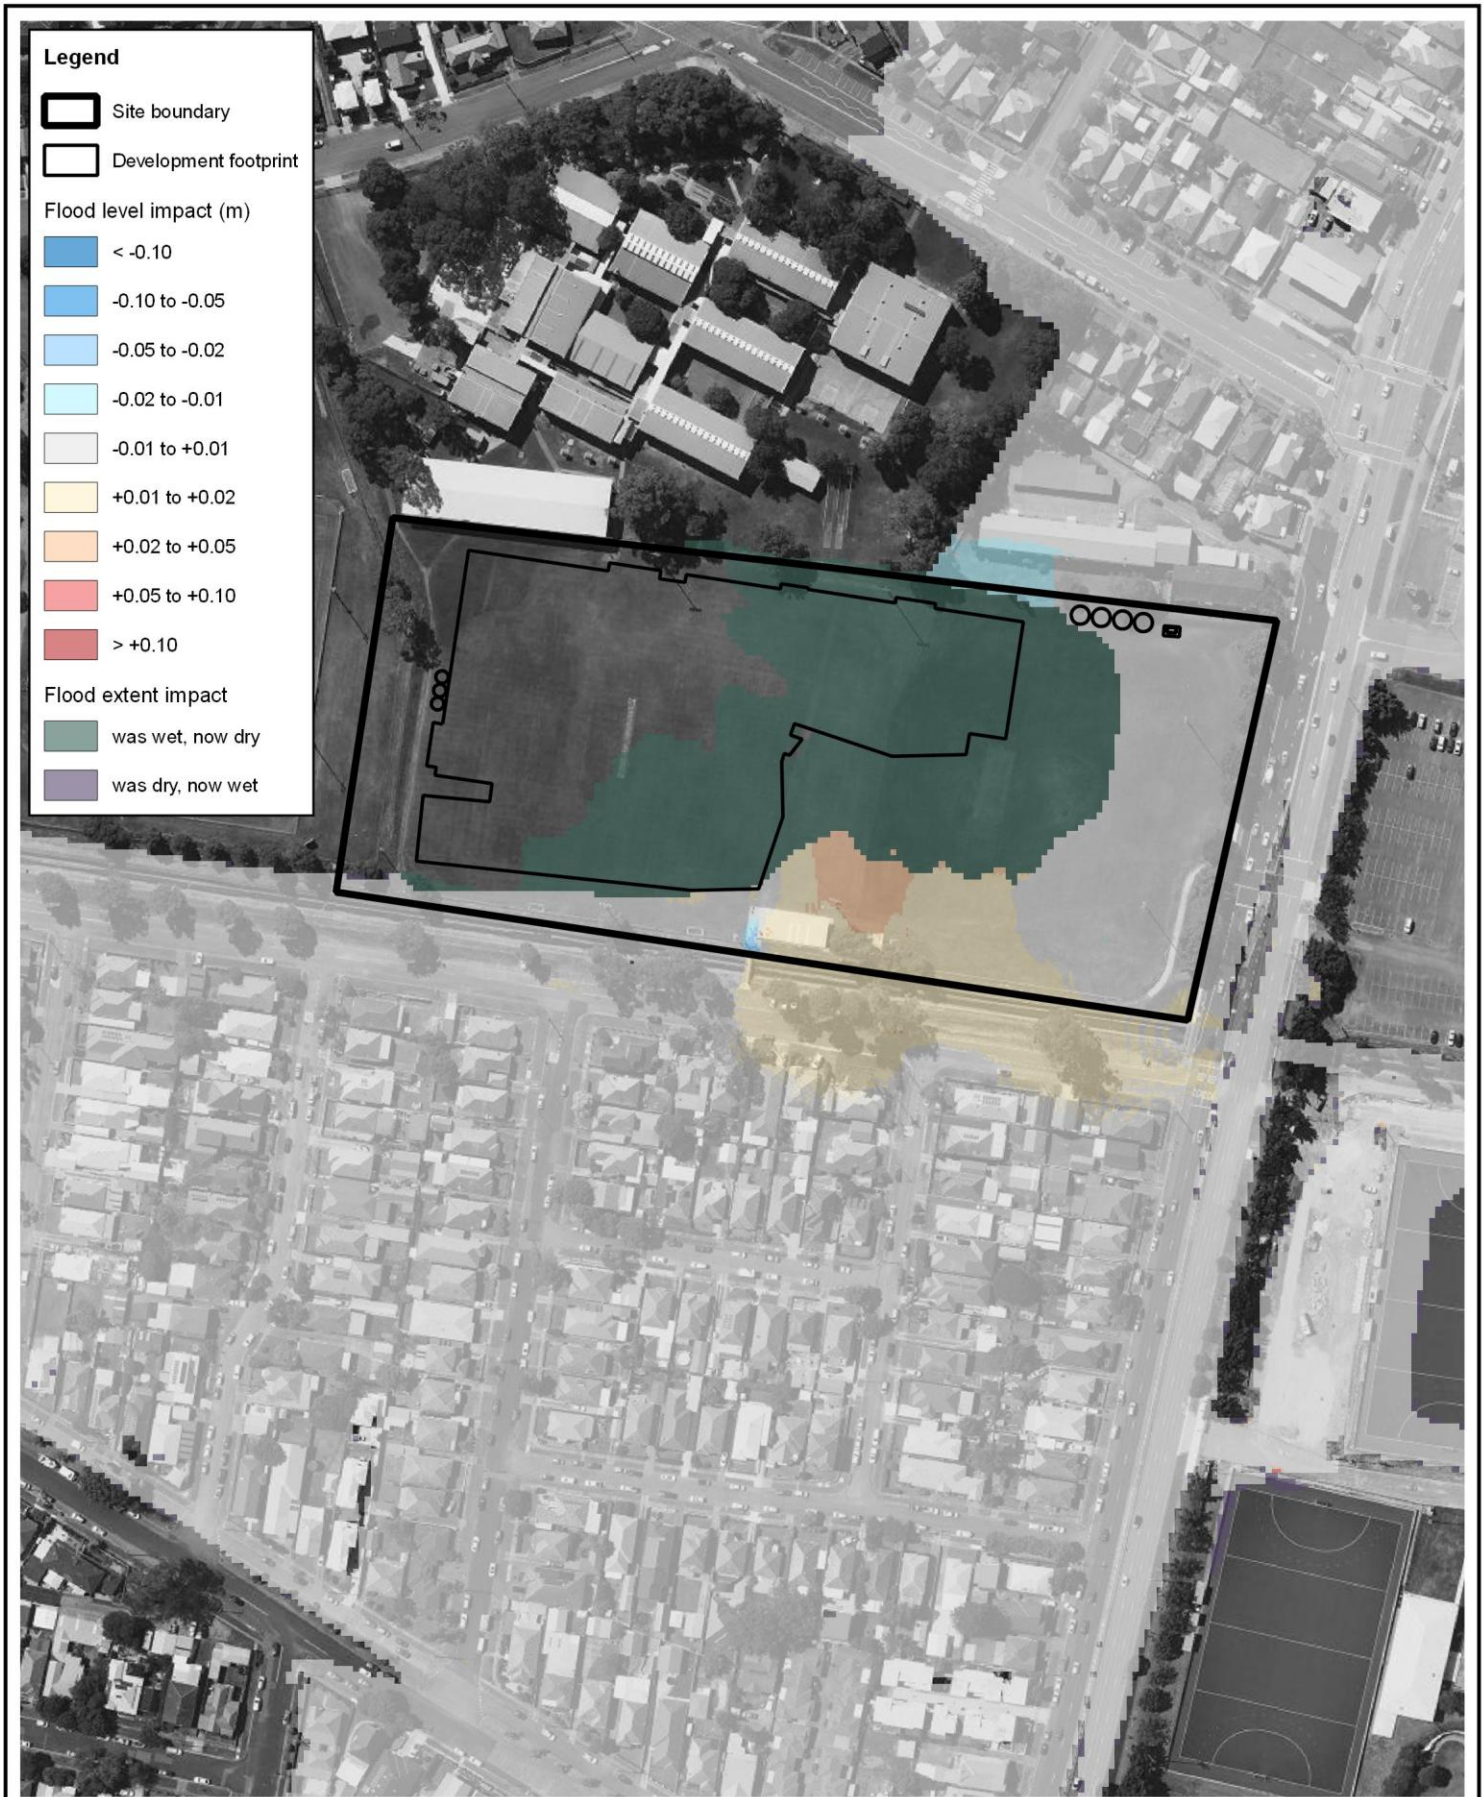 Legend
Site boundary
Development footprint
Flood level impact (m)
< -0.10
-0.10 to -0.05
-0.05 to -0.02
-0.02 to -0.01
-0.01 to +0.01
+0.01 to +0.02
+0.02 to +0.05
+0.05 to +0.10
> +0.10
Flood extent impact
was wet, now dry
was dry, now wet